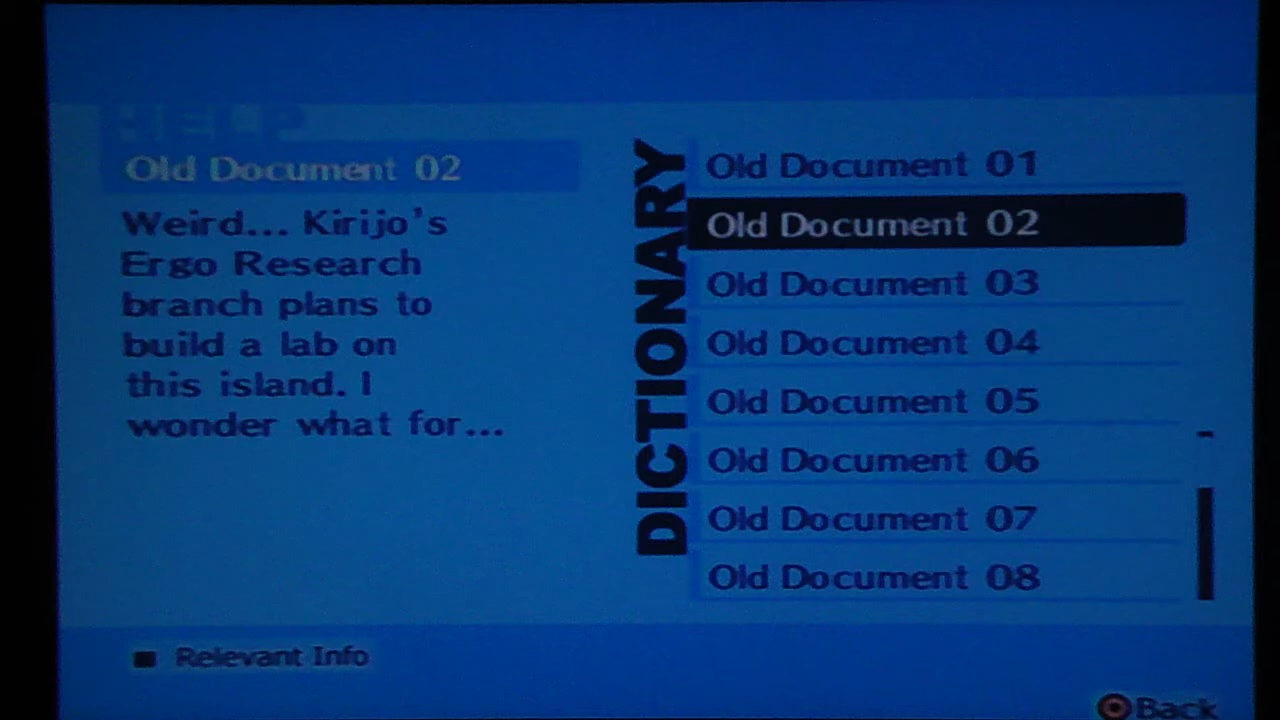 HELP
Old Document 02
Weird... Kirijo's
Ergo Research
branch plans to
build a lab on
this island. I
wonder what for...
DICTIONARY
Old Document 01
Old Document 02
Old Document 03
Old Document 04
Old Document 05
Old Document 06
Old Document 07
Old Document 08
Relevant Info
Back